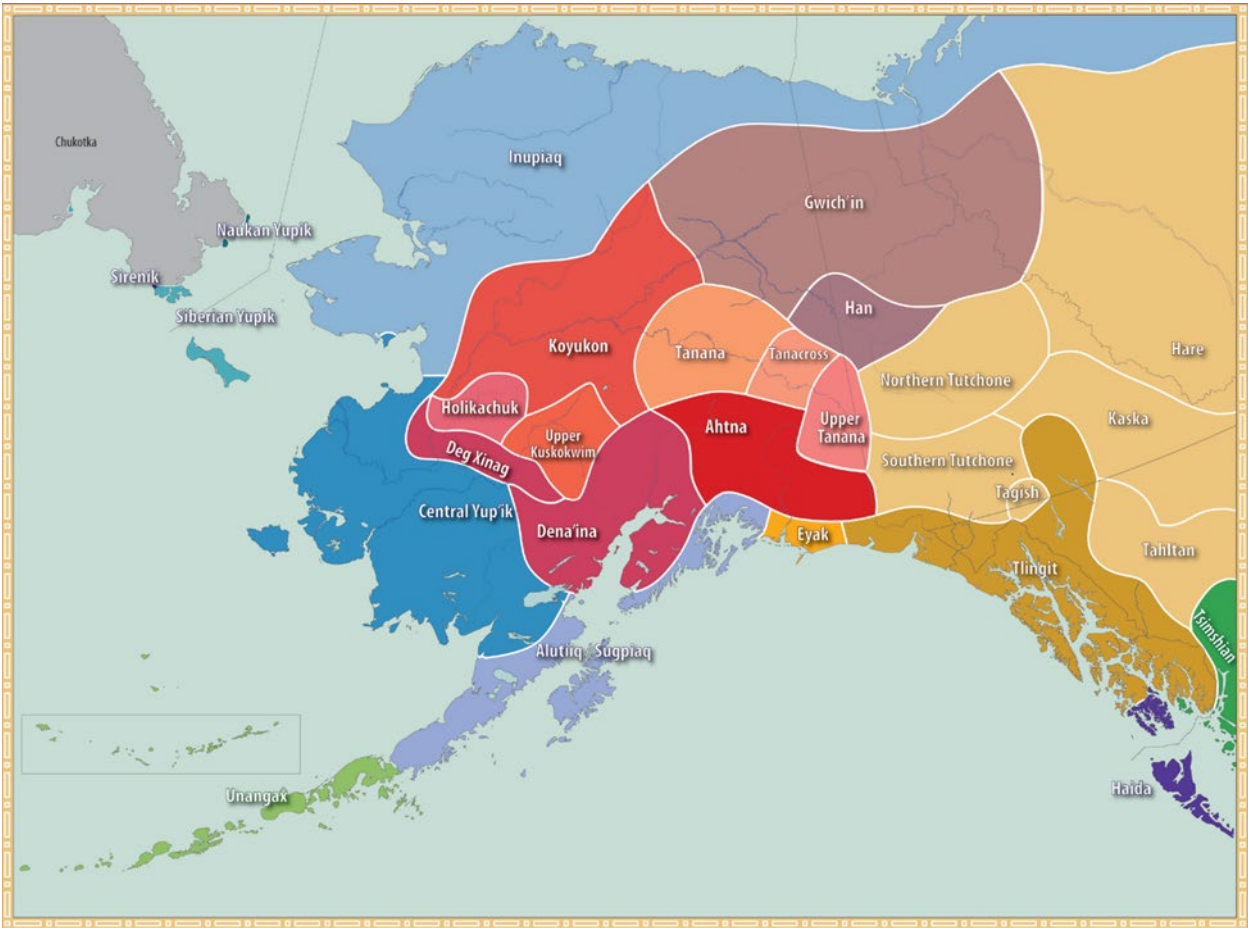 Chukotka
Inupiaq
Gwich'in
Naukan Yupik
Sirenik
Siberian Yupik
Han
Koyukon
Tanana
Tanacross
Hare
Northern Tutchone
Holikachuk
Kaska
Upper
Tanana
Ahtna
Upper
Kuskokwim
Deg Xinag
Southern Tutchone
Tagish
Central Yup'ik
Dena'ina
Eyak
Tahltan
Tlingit
Tsimshian
Alutiiq / Sugpiaq
Haida
Unangax̂